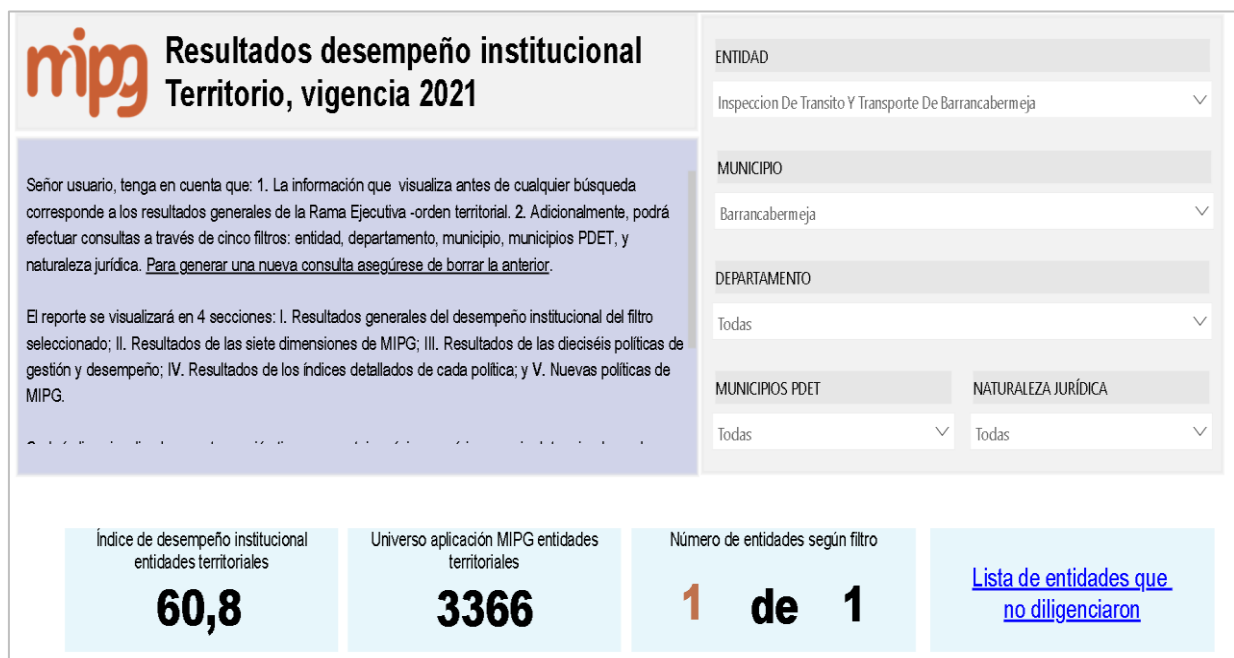 mipg
Resultados desempeño institucional
Territorio, vigencia 2021
Señor usuario, tenga en cuenta que: 1. La información que visualiza antes de cualquier búsqueda
corresponde a los resultados generales de la Rama Ejecutiva -orden territorial. 2. Adicionalmente, podrá
efectuar consultas a través de cinco filtros: entidad, departamento, municipio, municipios PDET, y
naturaleza jurídica. Para generar una nueva consulta asegúrese de borrar la anterior.
El reporte se visualizará en 4 secciones: I. Resultados generales del desempeño institucional del filtro
seleccionado; II. Resultados de las siete dimensiones de MIPG; III. Resultados de las dieciséis políticas de
gestión y desempeño; IV. Resultados de los índices detallados de cada política; y V. Nuevas políticas de
MIPG.
ENTIDAD
Inspeccion De Transito Y Transporte De Barrancabermeja
MUNICIPIO
Barrancabermeja
DEPARTAMENTO
Todas
MUNICIPIOS PDET
NATURALEZA JURÍDICA
Todas
Todas
Índice de desempeño institucional
entidades territoriales
60,8
Universo aplicación MIPG entidades
territoriales
3366
Número de entidades según filtro
1 de 1
Lista de entidades que
no diligenciaron